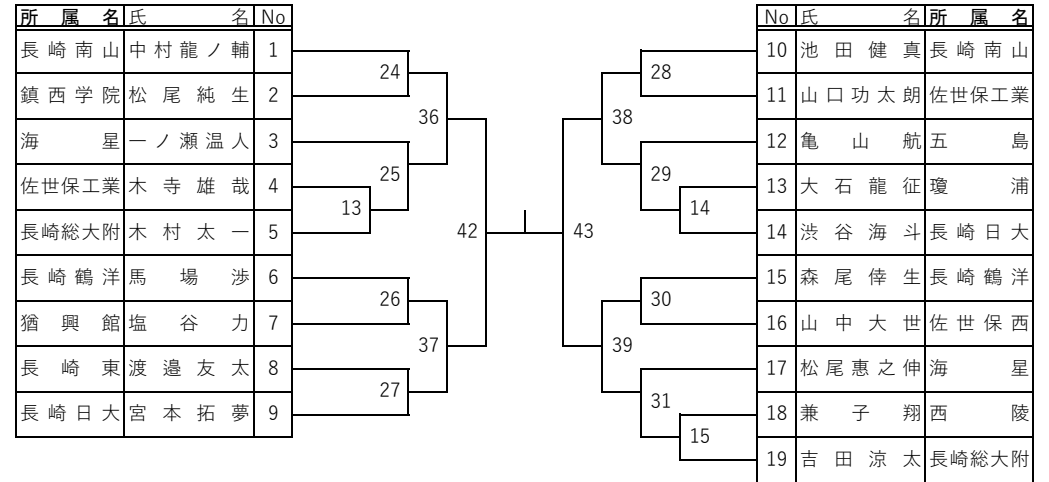 所属名 氏名 No
長崎南山 中村龍ノ輔 1
鎮西学院 松尾純生 2
海星 一ノ瀬温人 3
佐世保工業 木寺雄哉 4
長崎総大附 木村太一 5
長崎鶴洋 馬場渉 6
猶興館 塩谷力 7
長崎東 渡邉友太 8
長崎日大 宮本拓夢 9
24
36
25
13
42
26
37
27
43
28
38
29
14
30
39
31
15
No 氏名 所属名
10 池田健真 長崎南山
11 山口功太朗 佐世保工業
12 亀山航 五島
13 大石龍征 瓊浦
14 渋谷海斗 長崎日大
15 森尾倖生 長崎鶴洋
16 山中大世 佐世保西
17 松尾惠之伸 海星
18 兼子翔 西陵
19 吉田涼太 長崎総大附